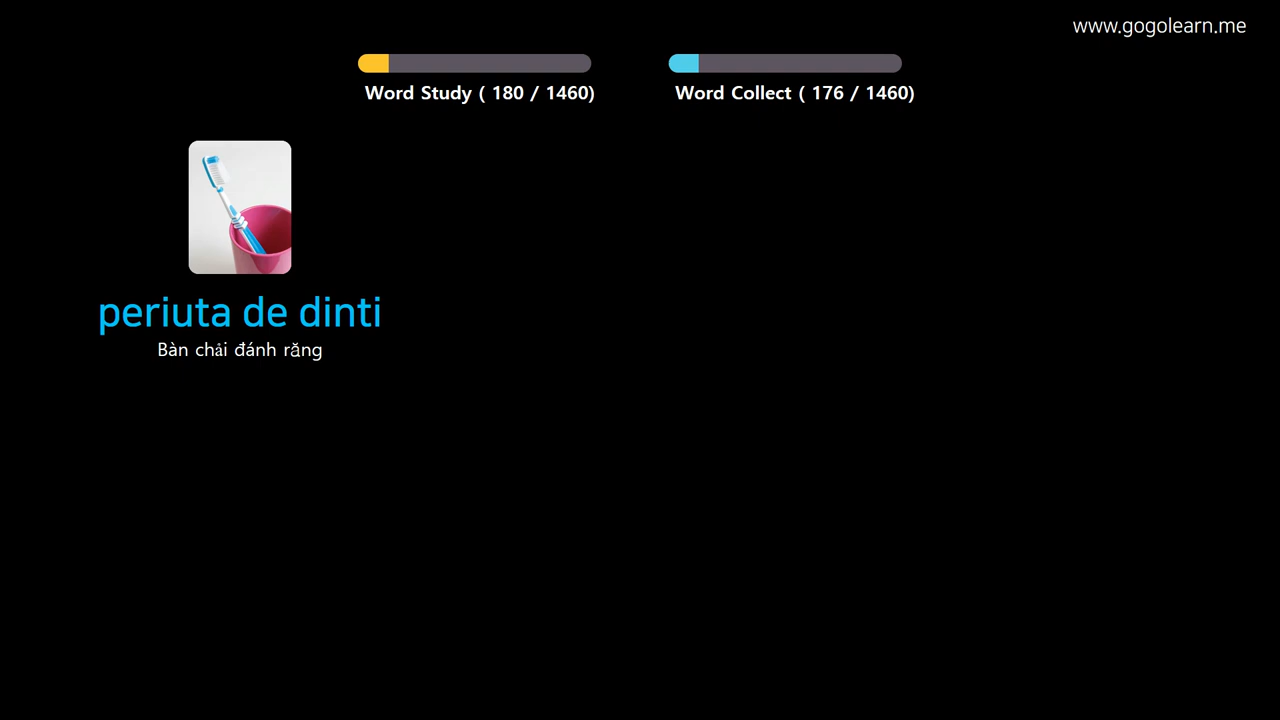 www.gogolearn.me
Word Study ( 180 / 1460)
Word Collect ( 176 / 1460)
periuta de dinti
Bàn chải đánh răng